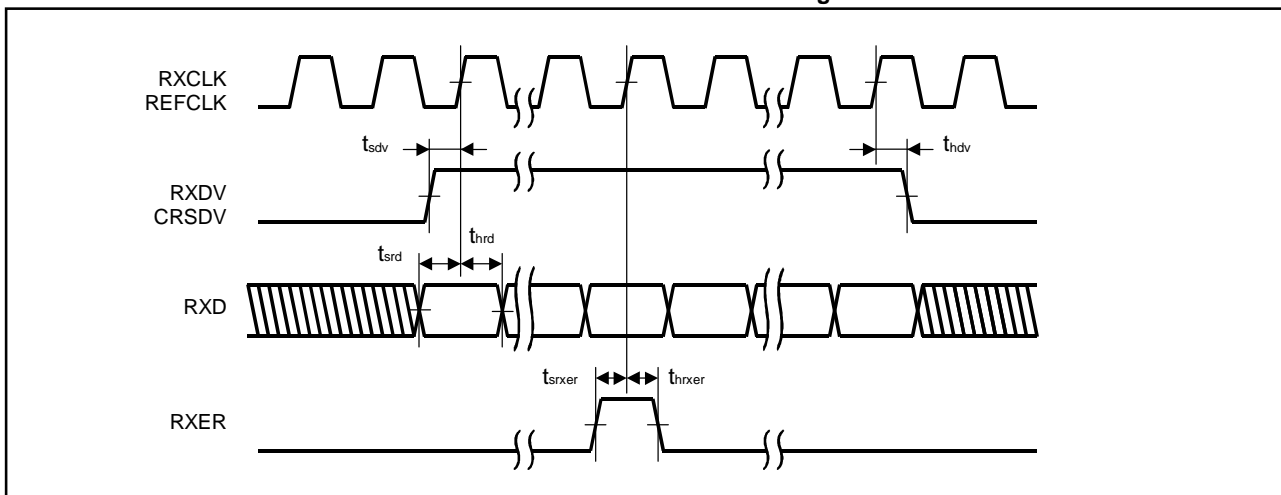 g
RXCLK
REFCLK
tsdv
thdv
RXDV
CRSDV
tsrd
thrd
RXD
tsrxer
thrxer
RXER